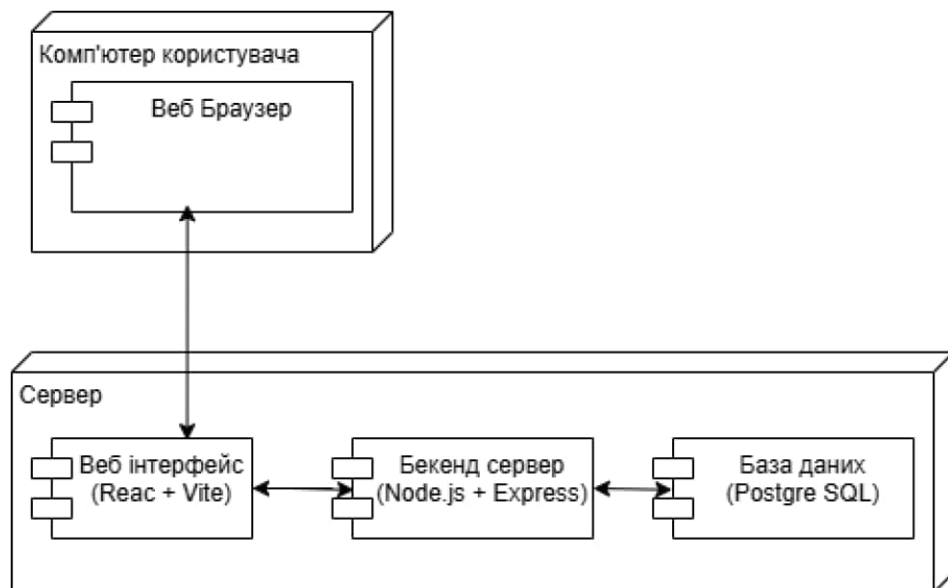 Комп'ютер користувача
Веб Браузер
Сервер
Веб інтерфейс
(Reac + Vite)
Бекенд сервер
(Node.js + Express)
База даних
(Postgre SQL)